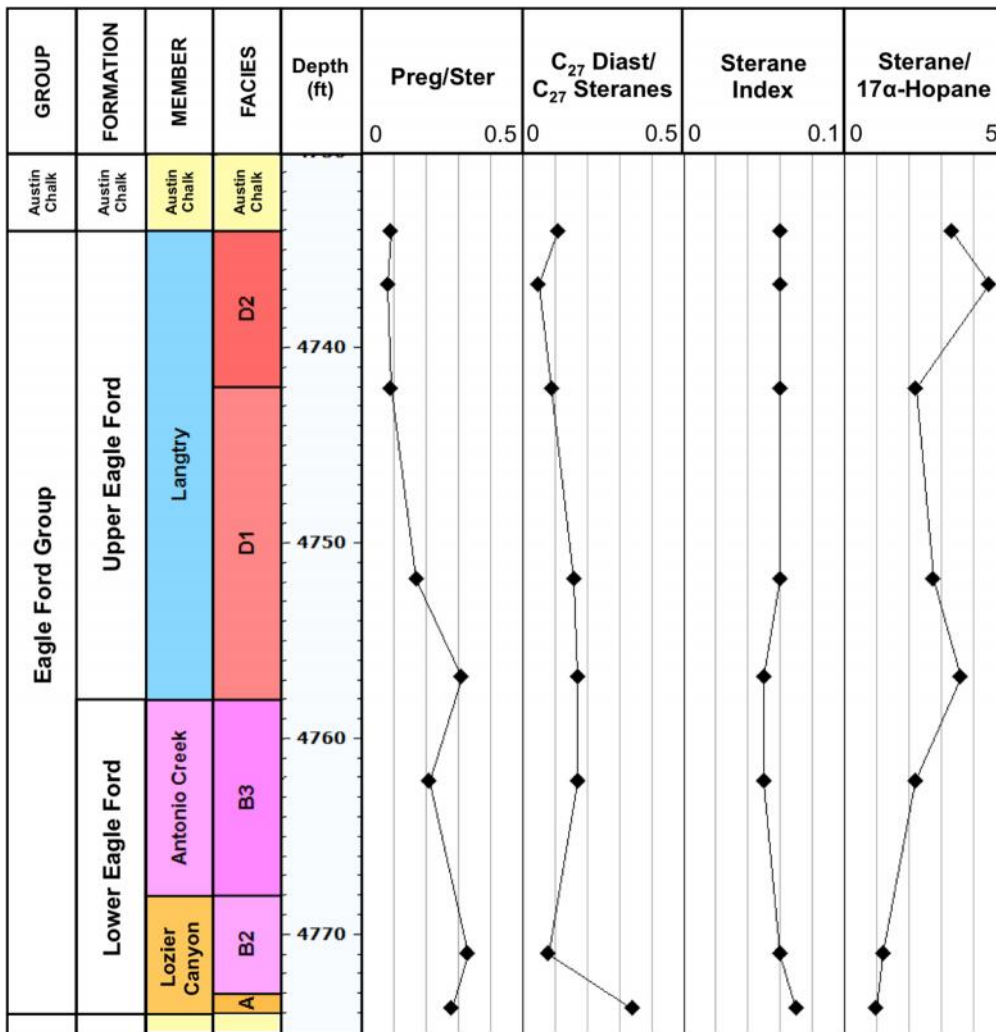 GROUP
FORMATION
MEMBER
FACIES
Depth
(ft)
Preg/Ster
0 0.5
C27 Diast/
C27 Steranes
0 0.5
Sterane
Index
0 0.1
Sterane/
17α-Hopane
0 5
Austin
Chalk
Austin
Chalk
Austin
Chalk
Austin
Chalk
Eagle Ford Group
Upper Eagle Ford
Lower Eagle Ford
Langtry
Antonio Creek
Lozier
Canyon
D2
D1
B3
B2
A
4740
4750
4760
4770